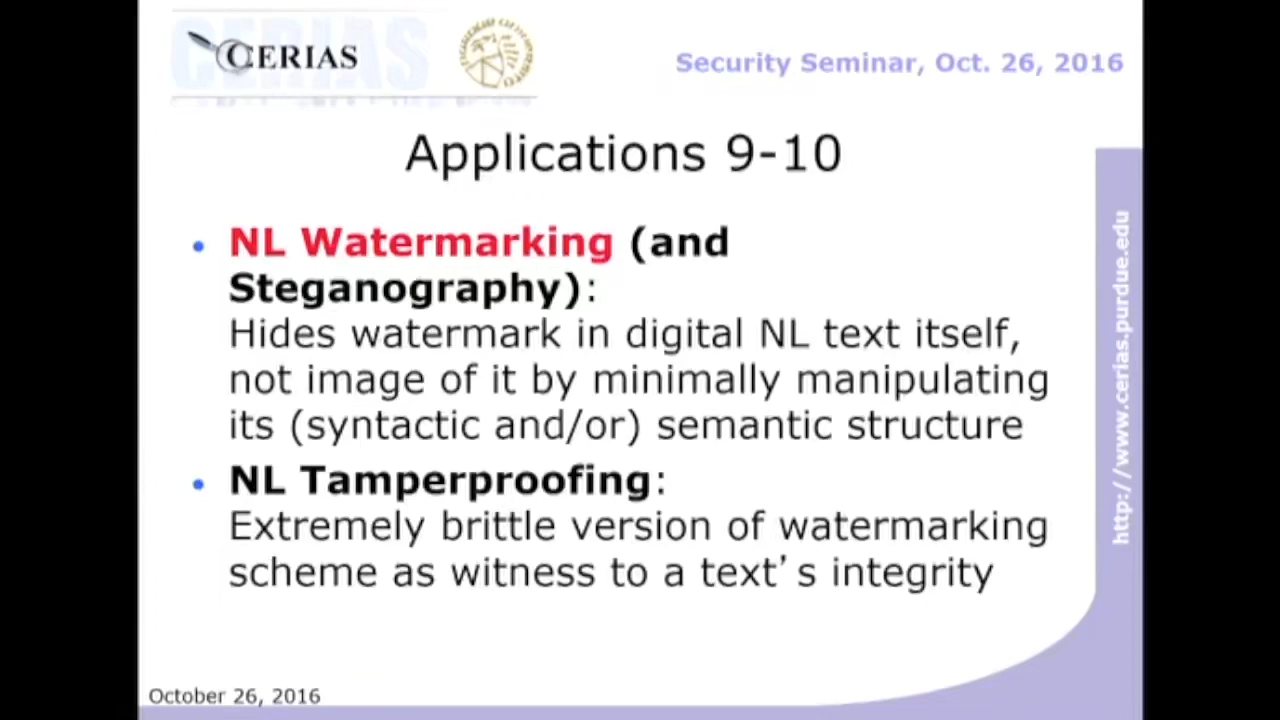 CERIAS
Security Seminar, Oct. 26, 2016
Applications 9-10
• NL Watermarking (and
Steganography):
Hides watermark in digital NL text itself,
not image of it by minimally manipulating
its (syntactic and/or) semantic structure
• NL Tamperproofing:
Extremely brittle version of watermarking
scheme as witness to a text's integrity
http://www.cerias.purdue.edu
October 26, 2016